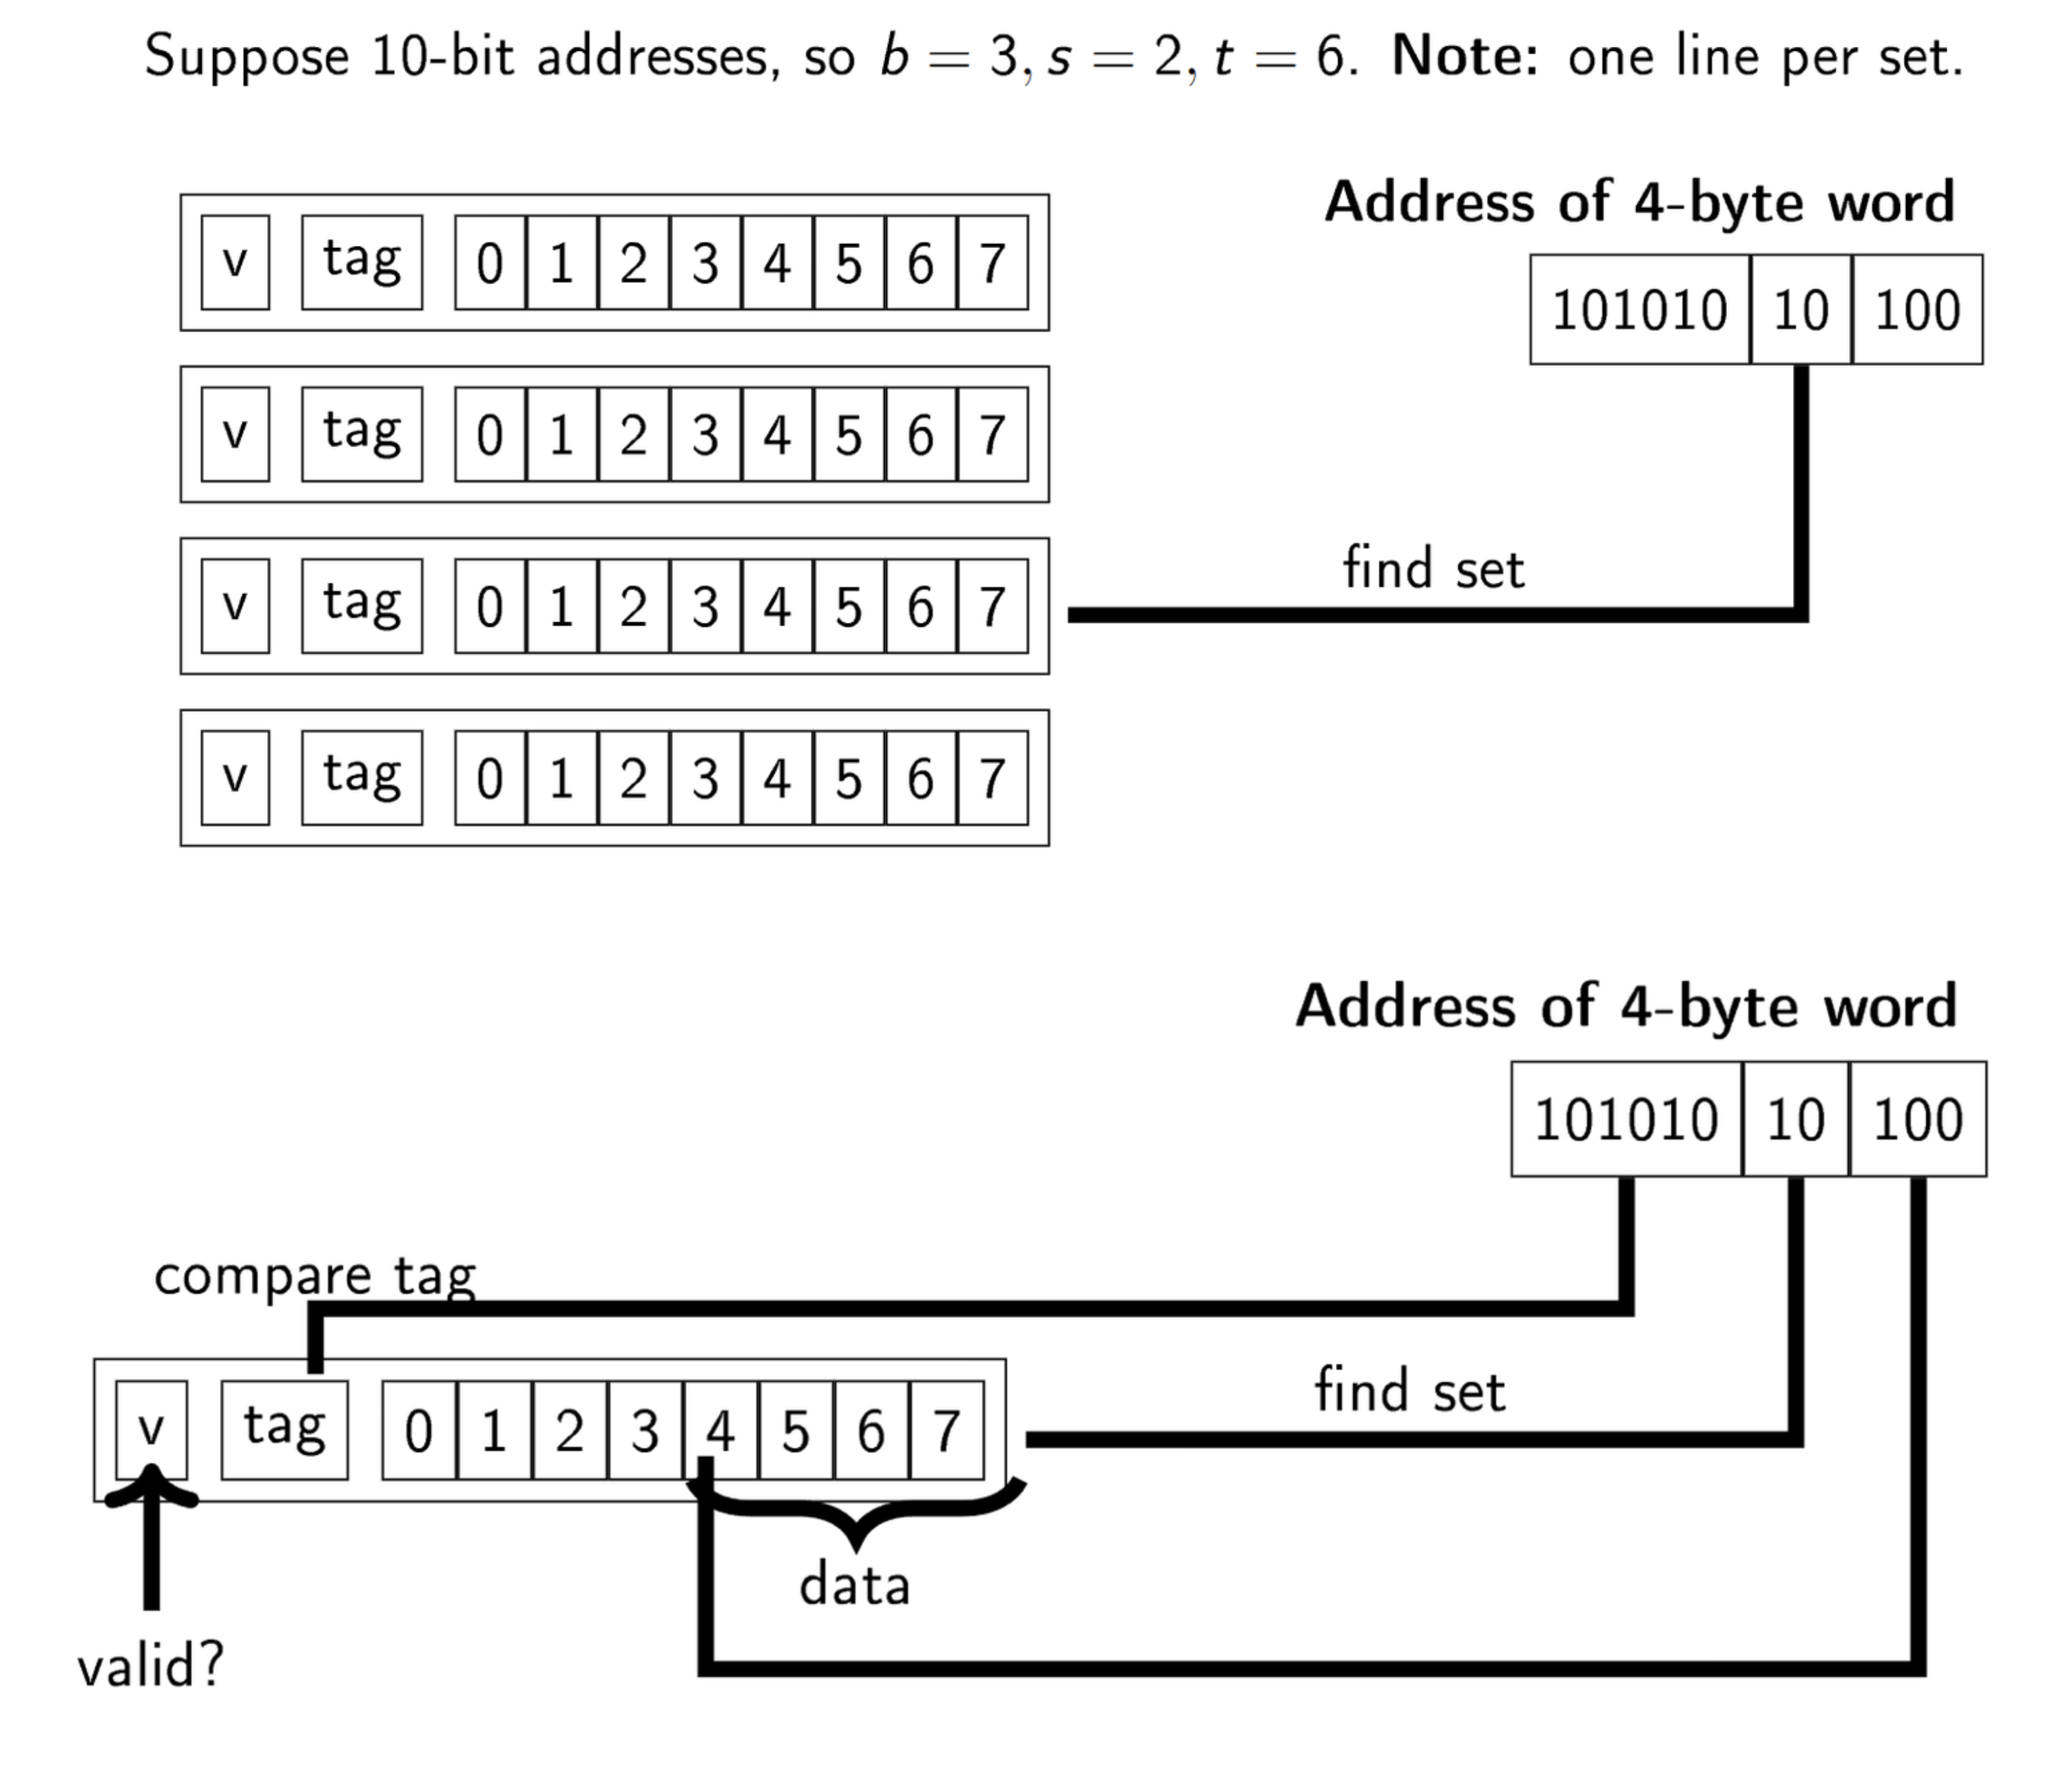 Suppose 10-bit addresses, so b = 3, s = 2, t = 6. Note: one line per set.
Address of 4-byte word
101010 10 100
v tag 0 1 2 3 4 5 6 7
v tag 0 1 2 3 4 5 6 7
find set
v tag 0 1 2 3 4 5 6 7
v tag 0 1 2 3 4 5 6 7
Address of 4-byte word
101010 10 100
compare tag
find set
v tag 0 1 2 3 4 5 6 7
data
valid?